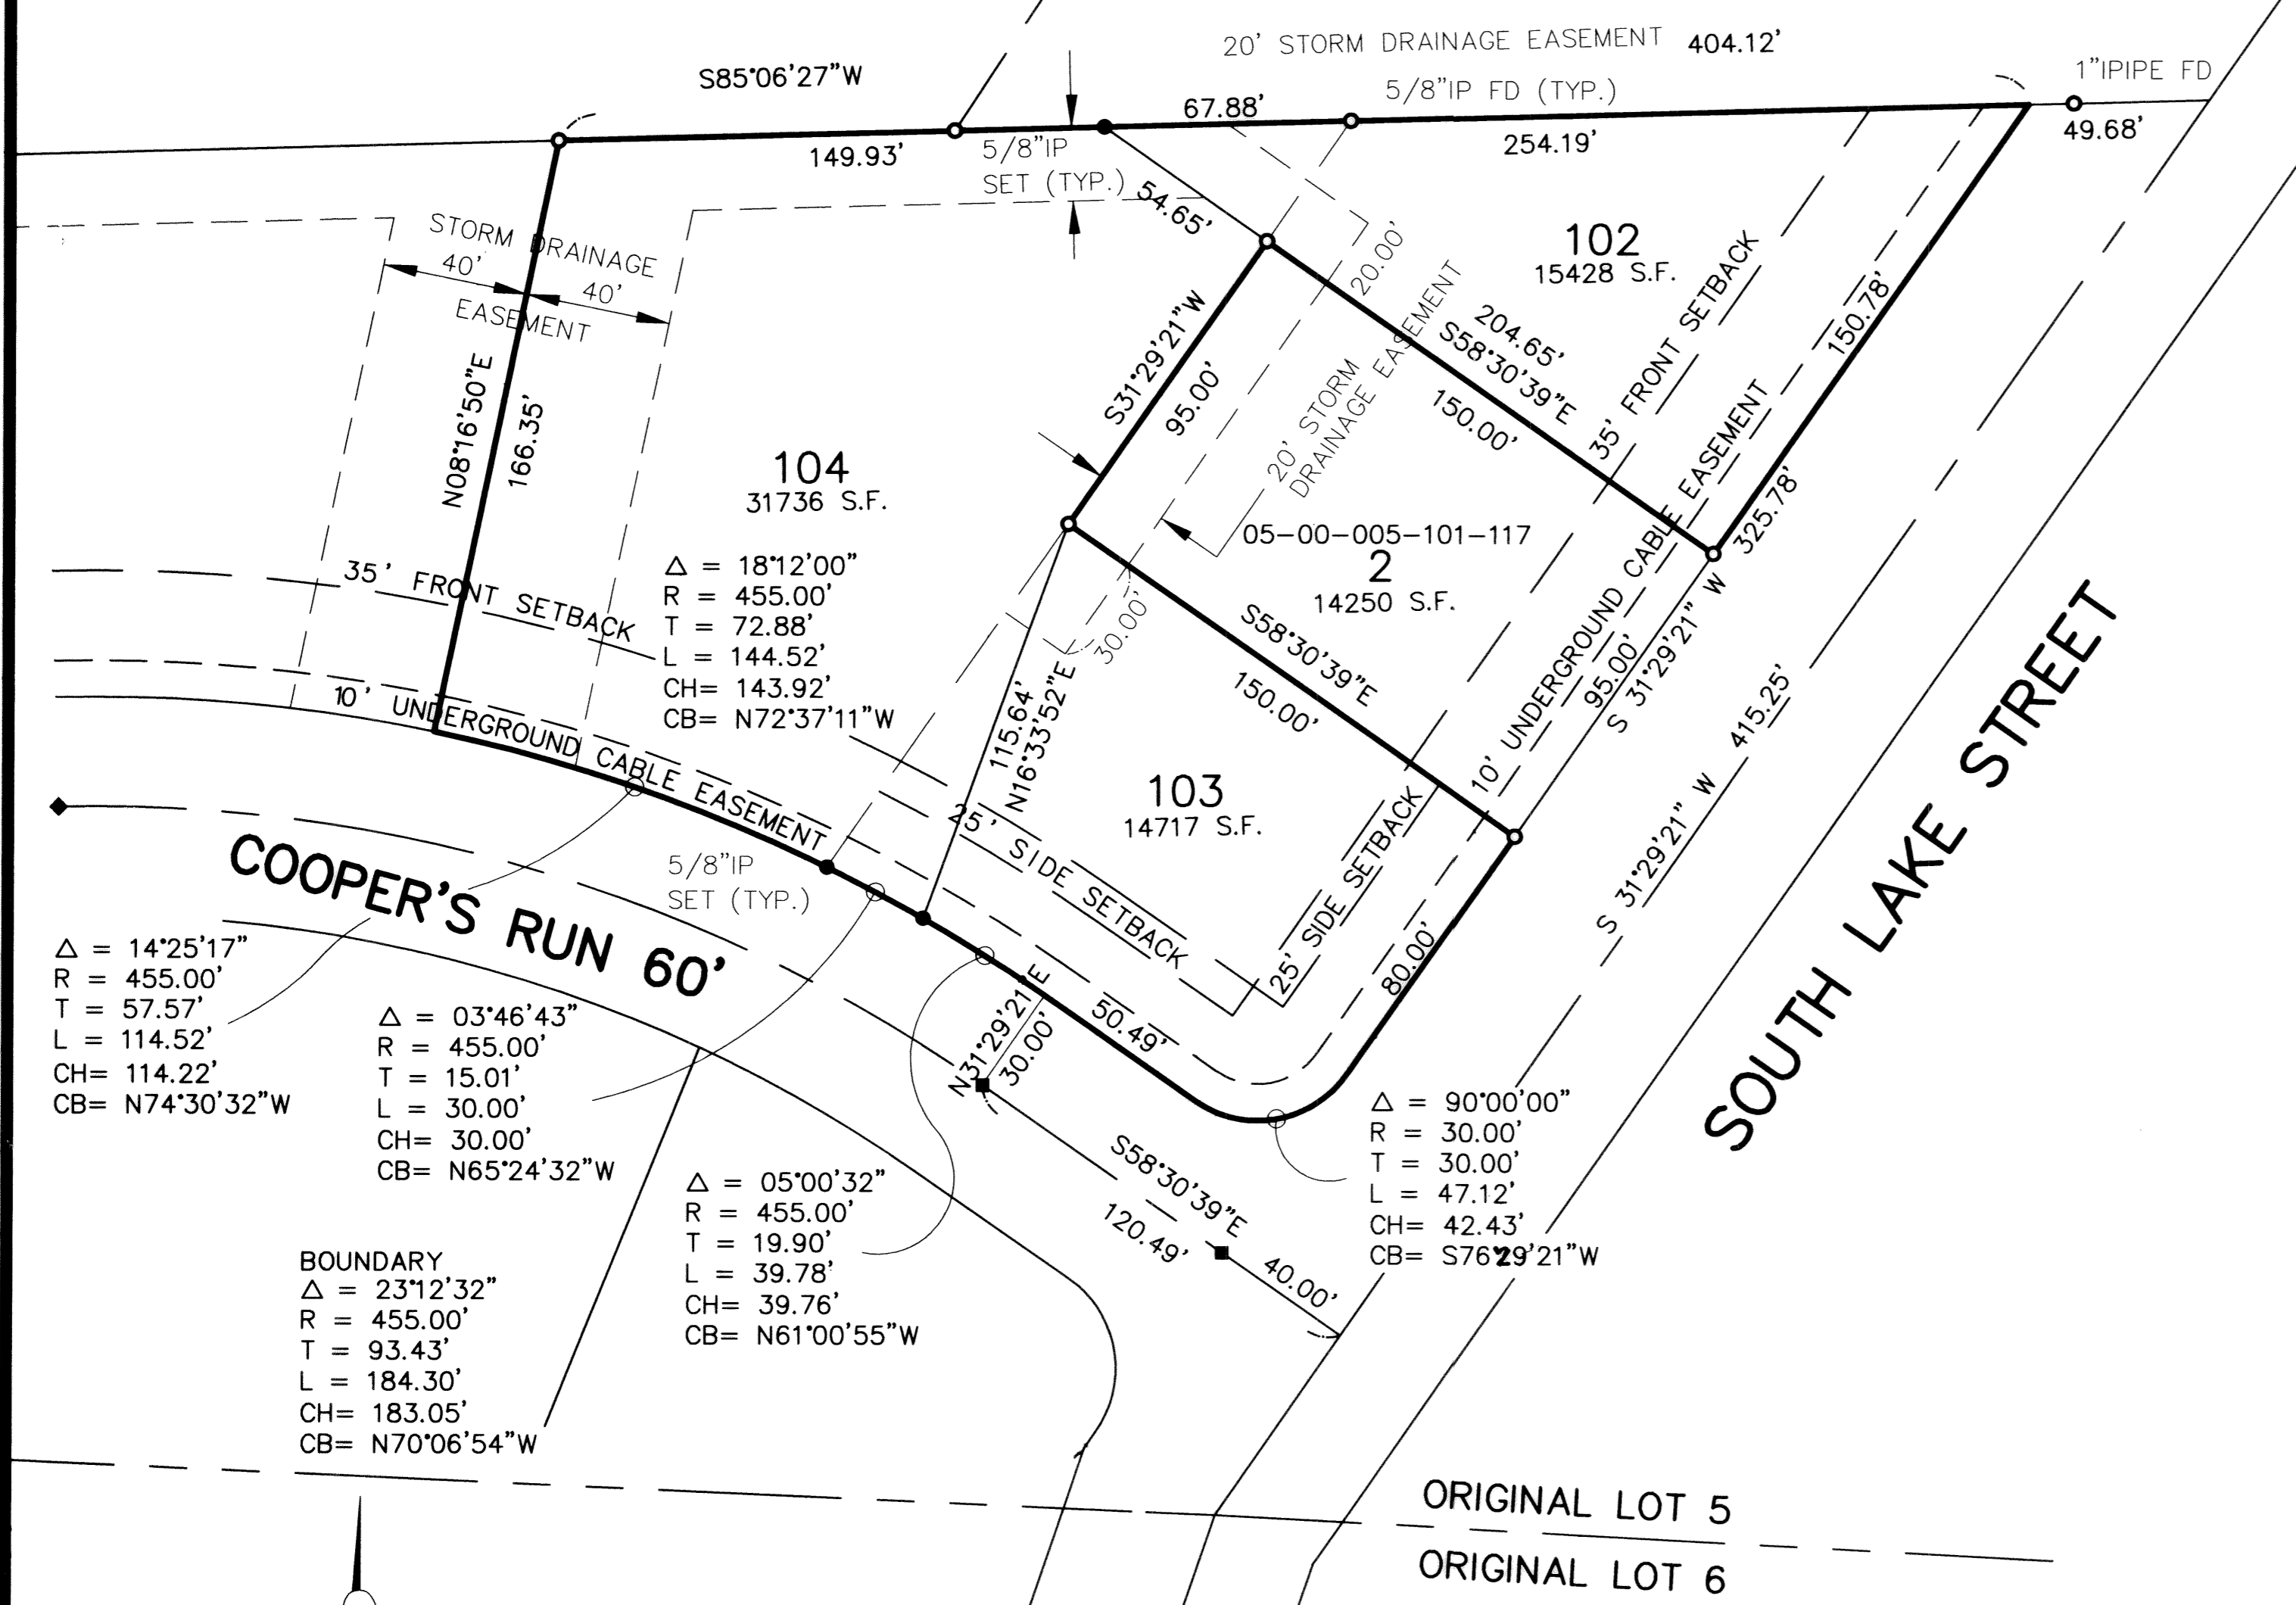 20' STORM DRAINAGE EASEMENT 404.12'
S85°06'27"W
1"IPIPE FD
5/8"IP FD (TYP.)
67.88'
49.68'
254.19'
149.93'
5/8"IP
SET (TYP.)
54.65'
STORM DRAINAGE
40'
40'
EASEMENT
N08°16'50"E
166.35'
102
15428 S.F.
20.00'
20' STORM
DRAINAGE EASEMENT
204.65'
S58°30'39"E
150.00'
35' FRONT SETBACK
150.78'
325.78'
S31°29'21"W
95.00'
104
31736 S.F.
05-00-005-101-117
2
14250 S.F.
35' FRONT SETBACK
Δ = 18°12'00"
R = 455.00'
T = 72.88'
L = 144.52'
CH= 143.92'
CB= N72°37'11"W
30.00'
115.64'
N16°33'52"E
S58°30'39"E
150.00'
10' UNDERGROUND CABLE EASEMENT
95.00'
S 31°29'21" W
S 31°29'21" W 415.25'
SOUTH LAKE STREET
10' UNDERGROUND CABLE EASEMENT
103
14717 S.F.
25' SIDE SETBACK
25' SIDE SETBACK
80.00'
50.49'
5/8"IP
SET (TYP.)
COOPER'S RUN 60'
N31°29'21"E
30.00'
Δ = 14°25'17"
R = 455.00'
T = 57.57'
L = 114.52'
CH= 114.22'
CB= N74°30'32"W
Δ = 03°46'43"
R = 455.00'
T = 15.01'
L = 30.00'
CH= 30.00'
CB= N65°24'32"W
Δ = 05°00'32"
R = 455.00'
T = 19.90'
L = 39.78'
CH= 39.76'
CB= N61°00'55"W
S58°30'39"E
120.49'
40.00'
Δ = 90°00'00"
R = 30.00'
T = 30.00'
L = 47.12'
CH= 42.43'
CB= S76°29'21"W
BOUNDARY
Δ = 23°12'32"
R = 455.00'
T = 93.43'
L = 184.30'
CH= 183.05'
CB= N70°06'54"W
ORIGINAL LOT 5
ORIGINAL LOT 6